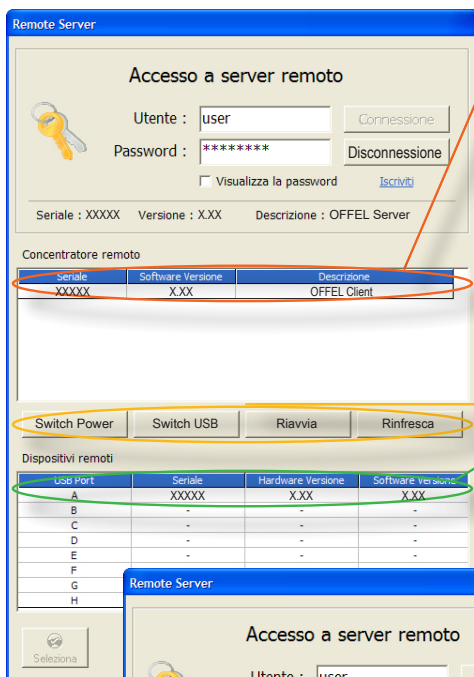 Remote Server
Accesso a server remoto
Utente : user Connessione
Password : ******** Disconnessione
Visualizza la password Iscriviti
Seriale : XXXXX Versione : X.XX Descrizione : OFFEL Server
Concentratore remoto
Seriale Software Versione Descrizione
XXXXX X.XX OFFEL Client
Switch Power Switch USB Riavvia Rinfresca
Dispositivi remoti
USB Port Seriale Hardware Versione Software Versione
A XXXXX X.XX X.XX
B - - -
C - - -
D - - -
E - - -
F
G
H
Remote Server
Accesso a server remoto
Seleziona
Utente : user